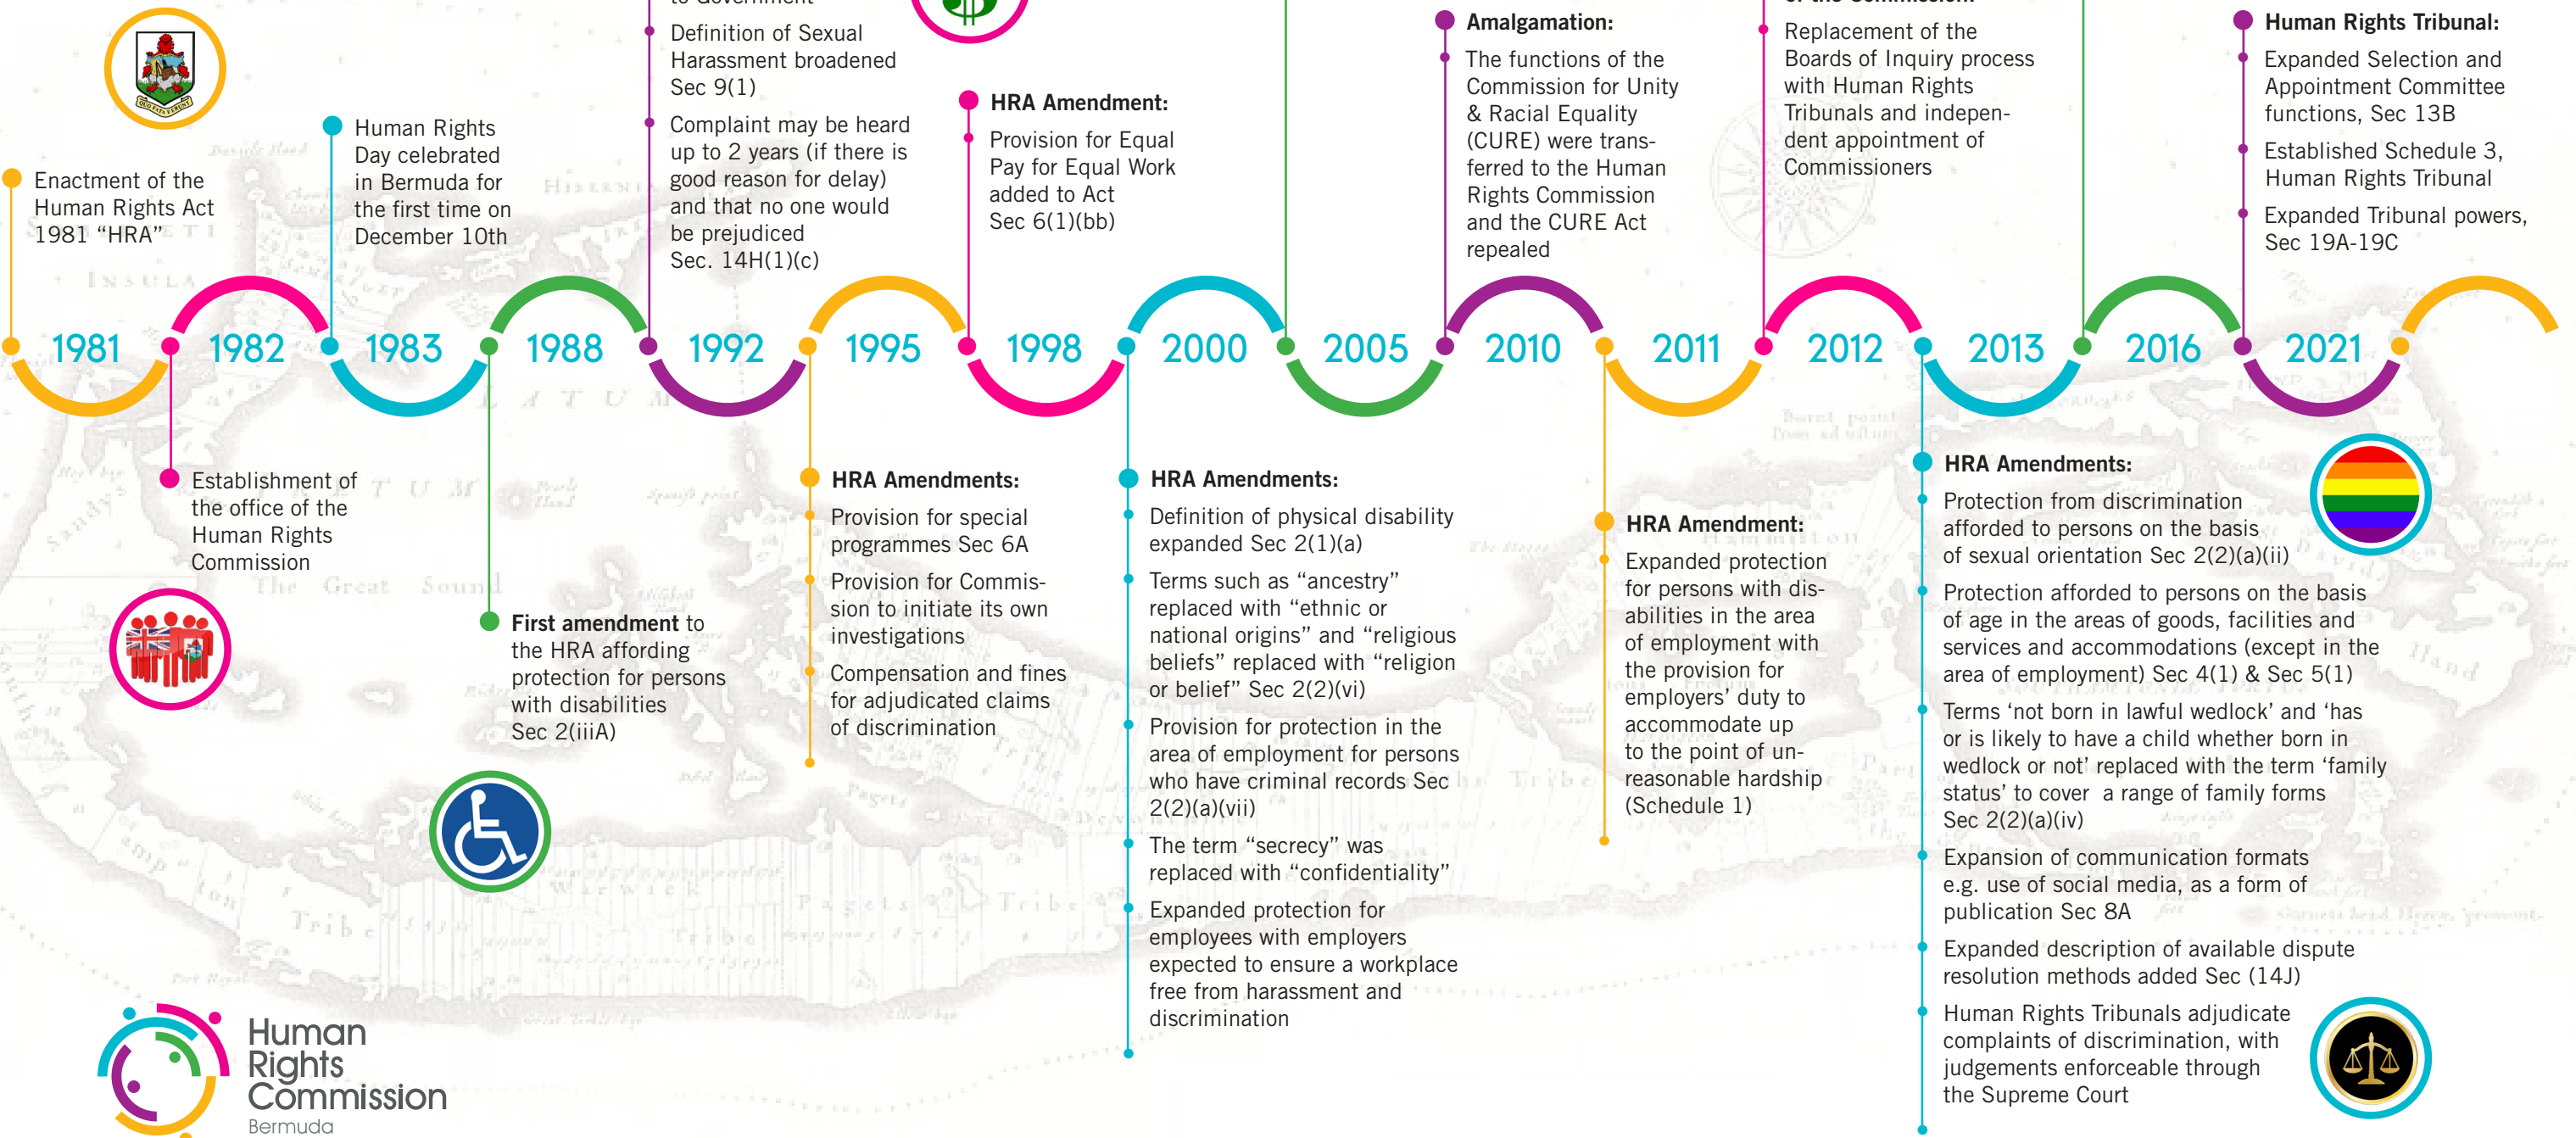 Enactment of the
Human Rights Act
1981 “HRA”
1981
1982
Establishment of
the office of the
Human Rights
Commission
Human Rights
Day celebrated
in Bermuda for
the first time on
December 10th
1983
1988
First amendment to
the HRA affording
protection for persons
with disabilities
Sec 2(iiiA)
to Government
Definition of Sexual
Harassment broadened
Sec 9(1)
Complaint may be heard
up to 2 years (if there is
good reason for delay)
and that no one would
be prejudiced
Sec. 14H(1)(c)
1992
1995
HRA Amendments:
Provision for special
programmes Sec 6A
Provision for Commis-
sion to initiate its own
investigations
Compensation and fines
for adjudicated claims
of discrimination
HRA Amendment:
Provision for Equal
Pay for Equal Work
added to Act
Sec 6(1)(bb)
1998
2000
HRA Amendments:
Definition of physical disability
expanded Sec 2(1)(a)
Terms such as “ancestry”
replaced with “ethnic or
national origins” and “religious
beliefs” replaced with “religion
or belief” Sec 2(2)(vi)
Provision for protection in the
area of employment for persons
who have criminal records Sec
2(2)(a)(vii)
The term “secrecy” was
replaced with “confidentiality”
Expanded protection for
employees with employers
expected to ensure a workplace
free from harassment and
discrimination
2005
Amalgamation:
The functions of the
Commission for Unity
& Racial Equality
(CURE) were trans-
ferred to the Human
Rights Commission
and the CURE Act
repealed
2010
2011
HRA Amendment:
Expanded protection
for persons with dis-
abilities in the area
of employment with
the provision for
employers’ duty to
accommodate up
to the point of un-
reasonable hardship
(Schedule 1)
of the Commission:
Replacement of the
Boards of Inquiry process
with Human Rights
Tribunals and indepen-
dent appointment of
Commissioners
2012
2013
HRA Amendments:
Protection from discrimination
afforded to persons on the basis
of sexual orientation Sec 2(2)(a)(ii)
Protection afforded to persons on the basis
of age in the areas of goods, facilities and
services and accommodations (except in the
area of employment) Sec 4(1) & Sec 5(1)
Terms ‘not born in lawful wedlock’ and ‘has
or is likely to have a child whether born in
wedlock or not’ replaced with the term ‘family
status’ to cover a range of family forms
Sec 2(2)(a)(iv)
Expansion of communication formats
e.g. use of social media, as a form of
publication Sec 8A
Expanded description of available dispute
resolution methods added Sec (14J)
Human Rights Tribunals adjudicate
complaints of discrimination, with
judgements enforceable through
the Supreme Court
2016
Human Rights Tribunal:
Expanded Selection and
Appointment Committee
functions, Sec 13B
Established Schedule 3,
Human Rights Tribunal
Expanded Tribunal powers,
Sec 19A-19C
2021
INSULA
The Great Sound
Warwick
Tribe
Pagets
Tribe
Human
Rights
Commission
Bermuda